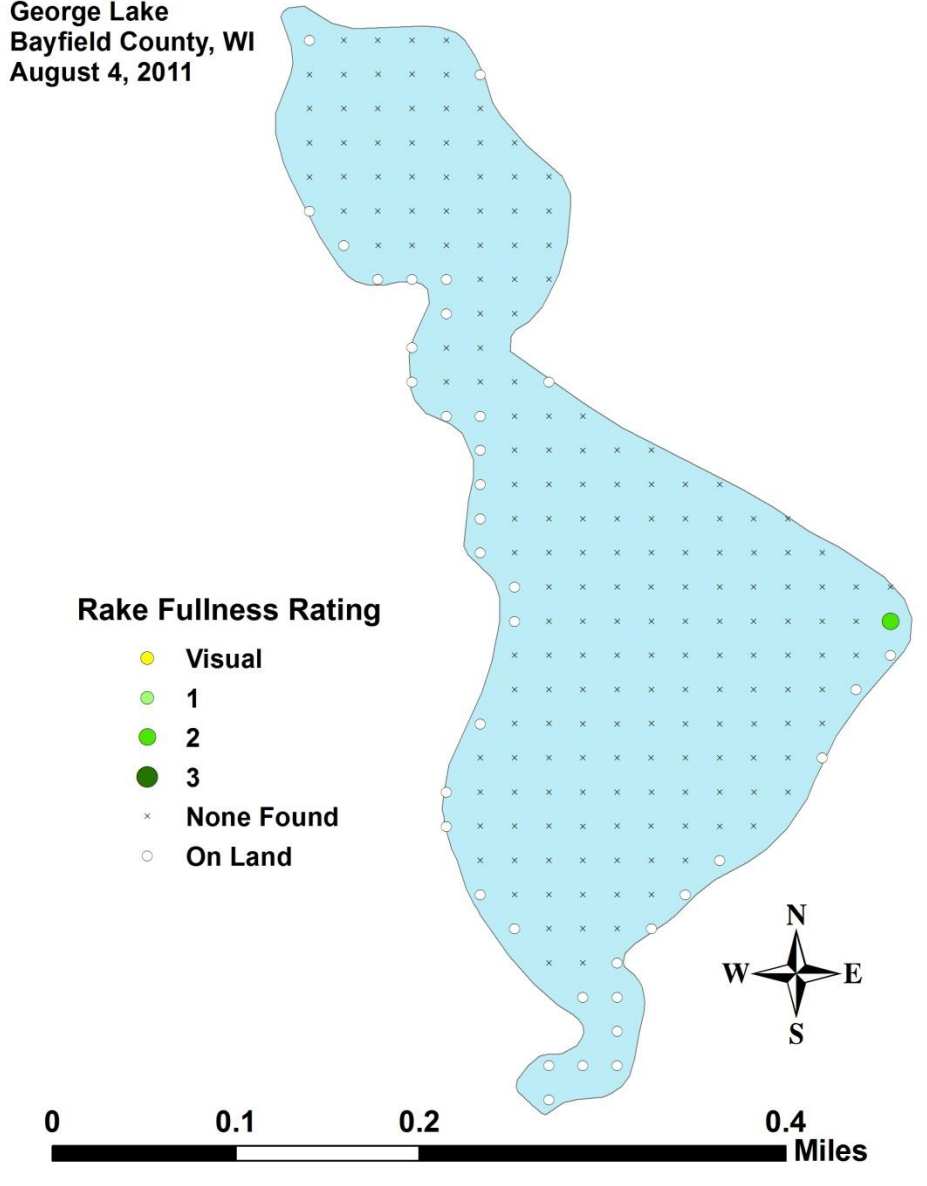 George Lake
Bayfield County, WI
August 4, 2011
Rake Fullness Rating
Visual
1
2
3
None Found
On Land
N
W E
S
0 0.1 0.2 0.4
Miles